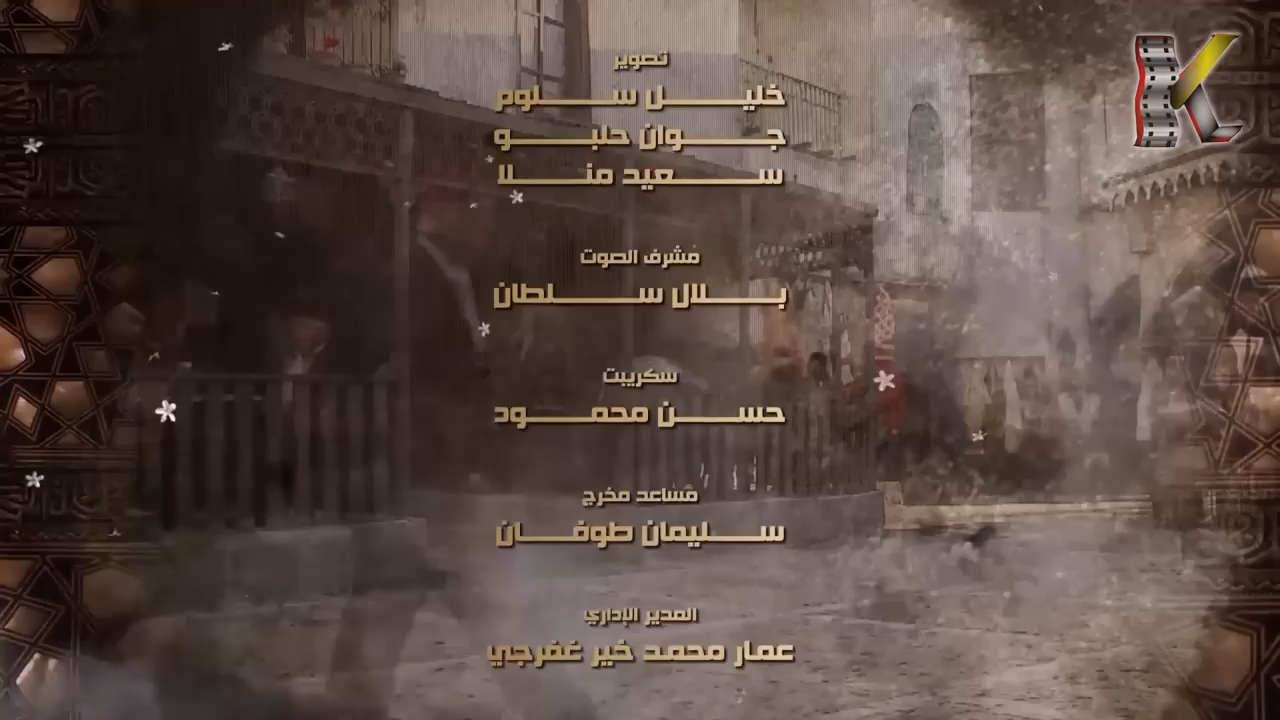 تصوير
خليل سلوم
جوان حلبو
سعيد منلا
مشرف الصوت
بلال سلطان
سكريبت
حسن محمود
مساعد مخرج
سليمان طوفان
المدير الإداري
عمار محمد خير غفرجي
K